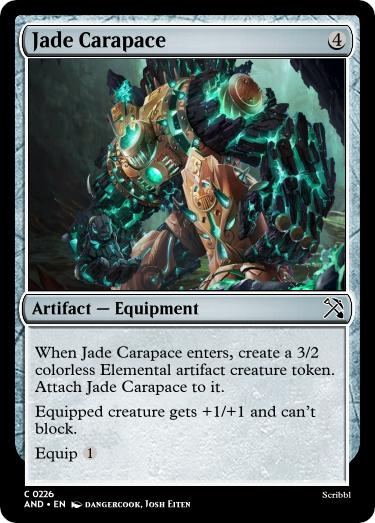 Jade Carapace 4
Artifact — Equipment
When Jade Carapace enters, create a 3/2
colorless Elemental artifact creature token.
Attach Jade Carapace to it.
Equipped creature gets +1/+1 and can't
block.
Equip 1
C 0226
AND • EN DANGERCOOK, JOSH EITEN
Scribbl